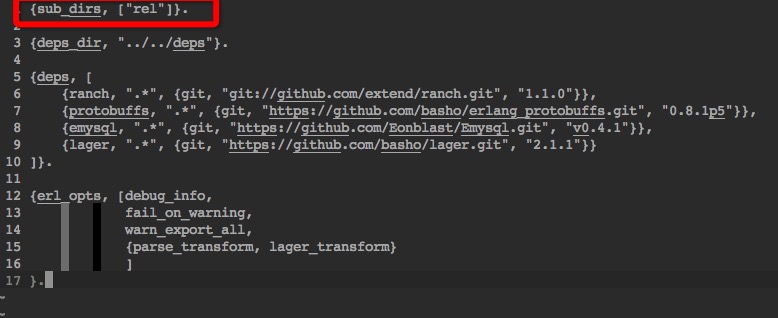 1 {sub_dirs, ["rel"]}.
2
3 {deps_dir, "../../deps"}.
4
5 {deps, [
6     {ranch, ".*", {git, "git://github.com/extend/ranch.git", "1.1.0"}},
7     {protobuffs, ".*", {git, "https://github.com/basho/erlang_protobuffs.git", "0.8.1p5"}},
8     {emysql, ".*", {git, "https://github.com/Eonblast/Emysql.git", "v0.4.1"}},
9     {lager, ".*", {git, "https://github.com/basho/lager.git", "2.1.1"}}
10 ]}.
11
12 {erl_opts, [debug_info,
13             fail_on_warning,
14             warn_export_all,
15             {parse_transform, lager_transform}
16             ]
17 }.
~
~